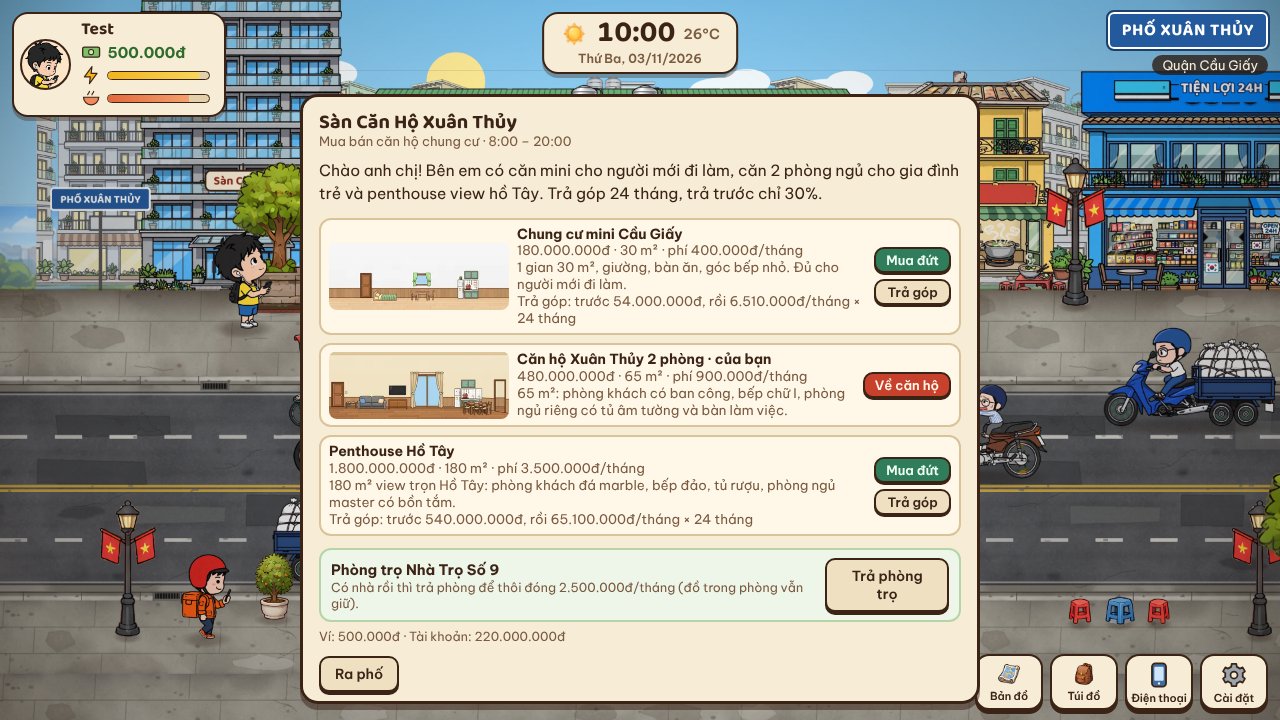 Test
500.000đ
10:00 26°C
Thứ Ba, 03/11/2026
PHỐ XUÂN THỦY
Quận Cầu Giấy
TIỆN LỢI 24H
PHỐ XUÂN THỦY
OPEN
Sàn Căn Hộ Xuân Thủy
Mua bán căn hộ chung cư · 8:00 – 20:00
Chào anh chị! Bên em có căn mini cho người mới đi làm, căn 2 phòng ngủ cho gia đình
trẻ và penthouse view hồ Tây. Trả góp 24 tháng, trả trước chỉ 30%.
Chung cư mini Cầu Giấy
180.000.000đ · 30 m² · phí 400.000đ/tháng
1 gian 30 m², giường, bàn ăn, góc bếp nhỏ. Đủ cho
người mới đi làm.
Trả góp: trước 54.000.000đ, rồi 6.510.000đ/tháng ×
24 tháng
Mua đứt
Trả góp
Căn hộ Xuân Thủy 2 phòng · của bạn
480.000.000đ · 65 m² · phí 900.000đ/tháng
65 m²: phòng khách có ban công, bếp chữ I, phòng
ngủ riêng có tủ âm tường và bàn làm việc.
Về căn hộ
Penthouse Hồ Tây
1.800.000.000đ · 180 m² · phí 3.500.000đ/tháng
180 m² view trọn Hồ Tây: phòng khách đá marble, bếp đảo, tủ rượu, phòng ngủ
master có bồn tắm.
Trả góp: trước 540.000.000đ, rồi 65.100.000đ/tháng × 24 tháng
Mua đứt
Trả góp
Phòng trọ Nhà Trọ Số 9
Có nhà rồi thì trả phòng để thôi đóng 2.500.000đ/tháng (đồ trong phòng vẫn
giữ).
Trả phòng
trọ
Ví: 500.000đ · Tài khoản: 220.000.000đ
Ra phố
Bản đồ
Túi đồ
Điện thoại
Cài đặt